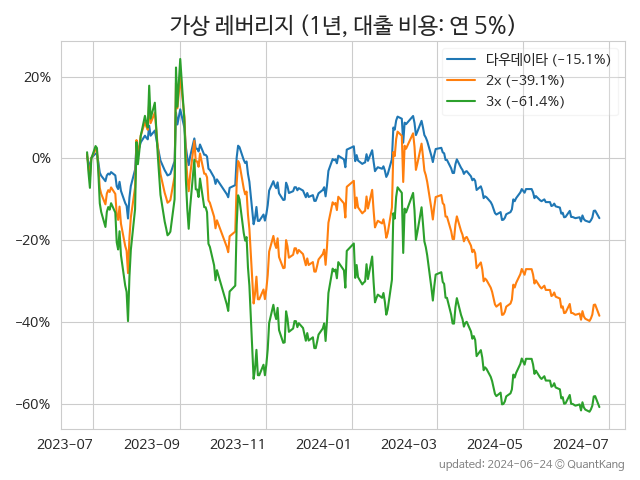 가상 레버리지 (1년, 대출 비용: 연 5%)
다우데이타 (−15.1%)
2x (−39.1%)
3x (−61.4%)
20%
0%
−20%
−40%
−60%
2023-07
2023-09
2023-11
2024-01
2024-03
2024-05
2024-07
updated: 2024-06-24 © QuantKang